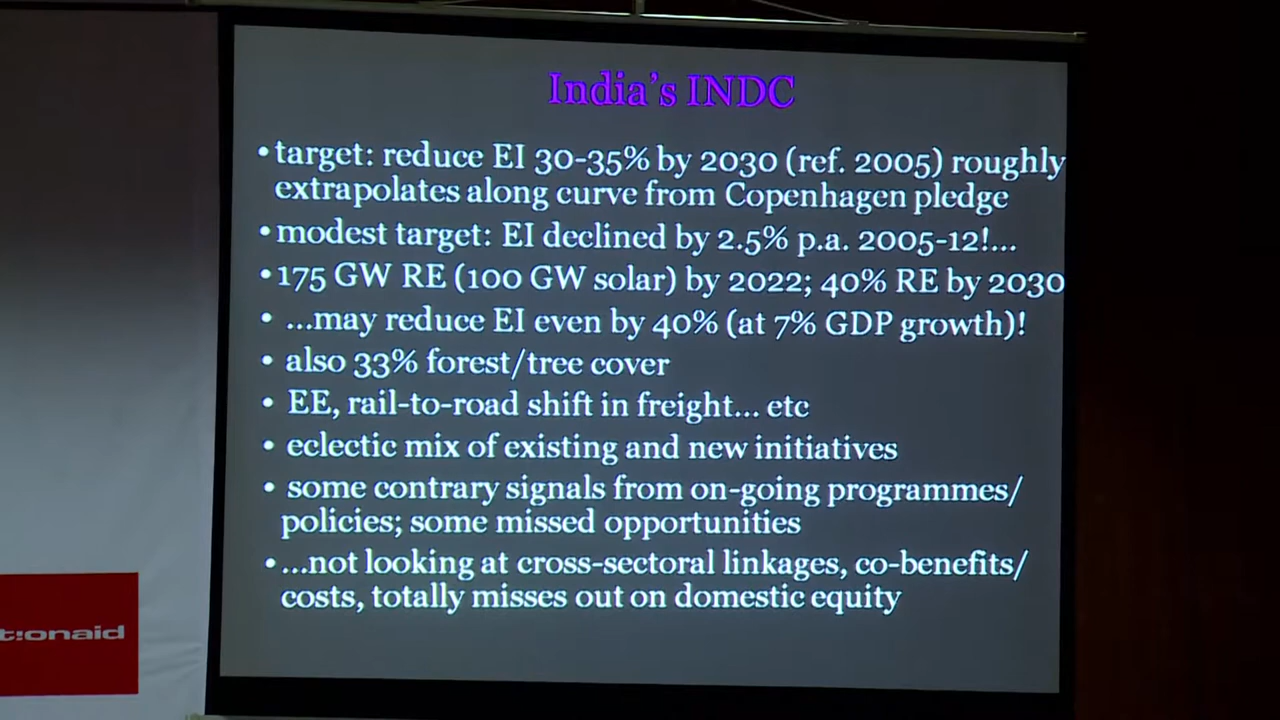 India's INDC
• target: reduce EI 30-35% by 2030 (ref. 2005) roughly
extrapolates along curve from Copenhagen pledge
• modest target: EI declined by 2.5% p.a. 2005-12!...
• 175 GW RE (100 GW solar) by 2022; 40% RE by 2030
• ...may reduce EI even by 40% (at 7% GDP growth)!
• also 33% forest/tree cover
• EE, rail-to-road shift in freight... etc
• eclectic mix of existing and new initiatives
• some contrary signals from on-going programmes/
policies; some missed opportunities
• ...not looking at cross-sectoral linkages, co-benefits/
costs, totally misses out on domestic equity
t:onaid